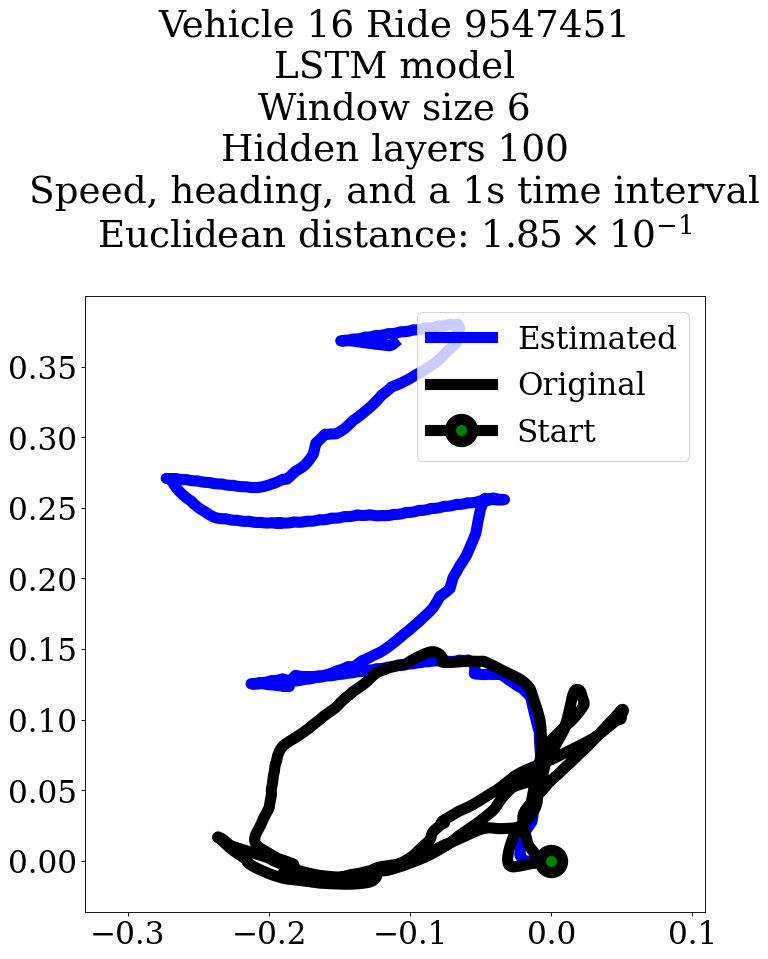 Vehicle 16 Ride 9547451
LSTM model
Window size 6
Hidden layers 100
Speed, heading, and a 1s time interval
Euclidean distance: 1.85 × 10⁻¹
Estimated
Original
Start
0.35
0.30
0.25
0.20
0.15
0.10
0.05
0.00
−0.3 −0.2 −0.1 0.0 0.1